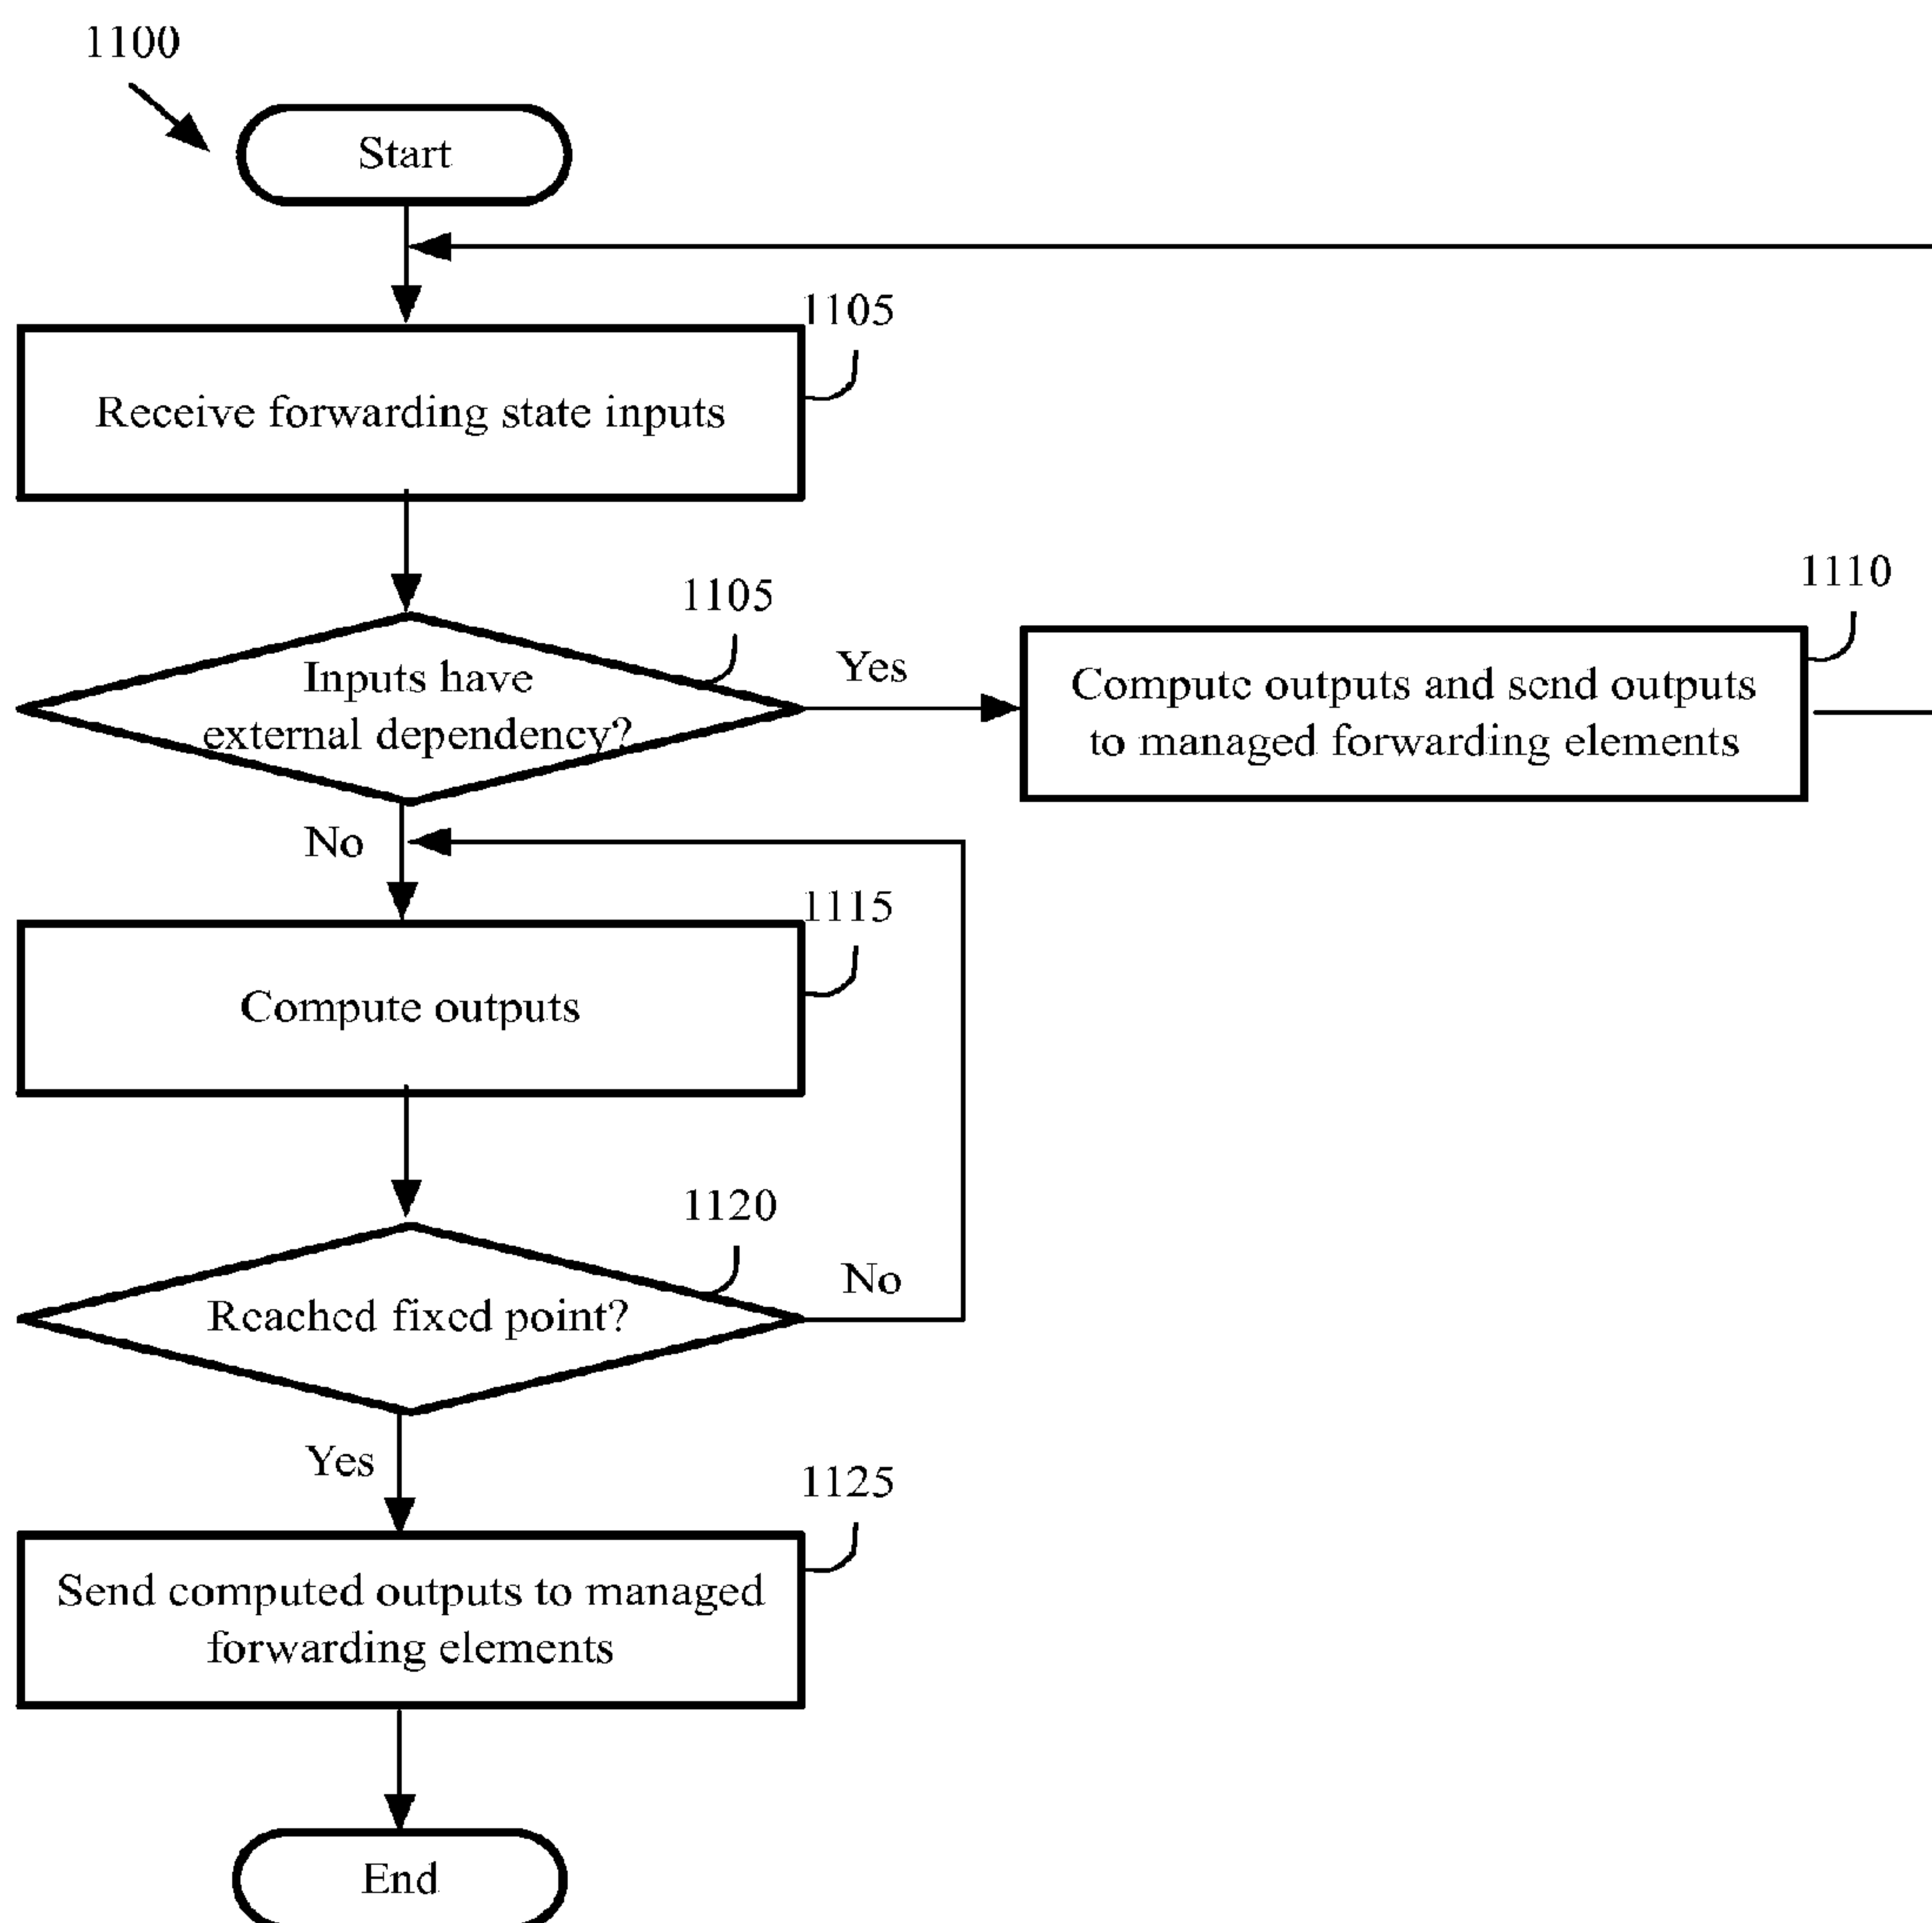 1100
Start
1105
Receive forwarding state inputs
1105
Inputs have
external dependency?
Yes
1110
Compute outputs and send outputs
to managed forwarding elements
No
1115
Compute outputs
1120
Reached fixed point?
No
Yes
1125
Send computed outputs to managed
forwarding elements
End